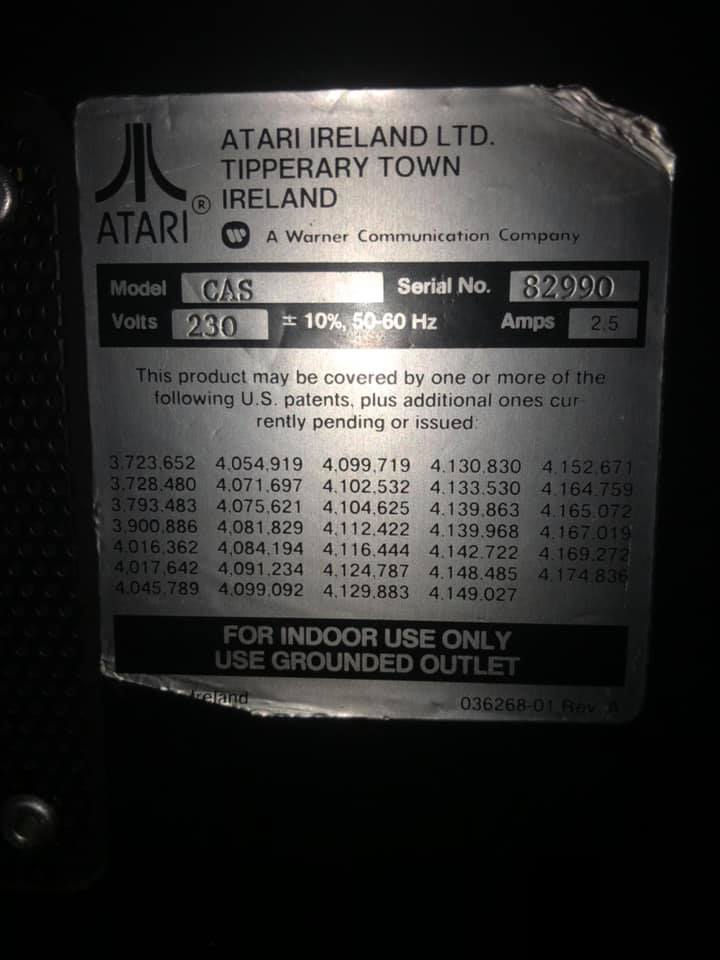 ATARI IRELAND LTD.
TIPPERARY TOWN
IRELAND
ATARI ®
A Warner Communication Company
Model CAS Serial No. 82990
Volts 230 ± 10%, 50-60 Hz Amps 2.5
This product may be covered by one or more of the
following U.S. patents, plus additional ones cur-
rently pending or issued:
3,723,652 4,054,919 4,099,719 4,130,830 4,152,671
3,728,480 4,071,697 4,102,532 4,133,530 4,164,759
3,793,483 4,075,621 4,104,625 4,139,863 4,165,072
3,900,886 4,081,829 4,112,422 4,139,968 4,167,019
4,016,362 4,084,194 4,116,444 4,142,722 4,169,272
4,017,642 4,091,234 4,124,787 4,148,485 4,174,836
4,045,789 4,099,092 4,129,883 4,149,027
FOR INDOOR USE ONLY
USE GROUNDED OUTLET
Ireland 036268-01 Rev. A